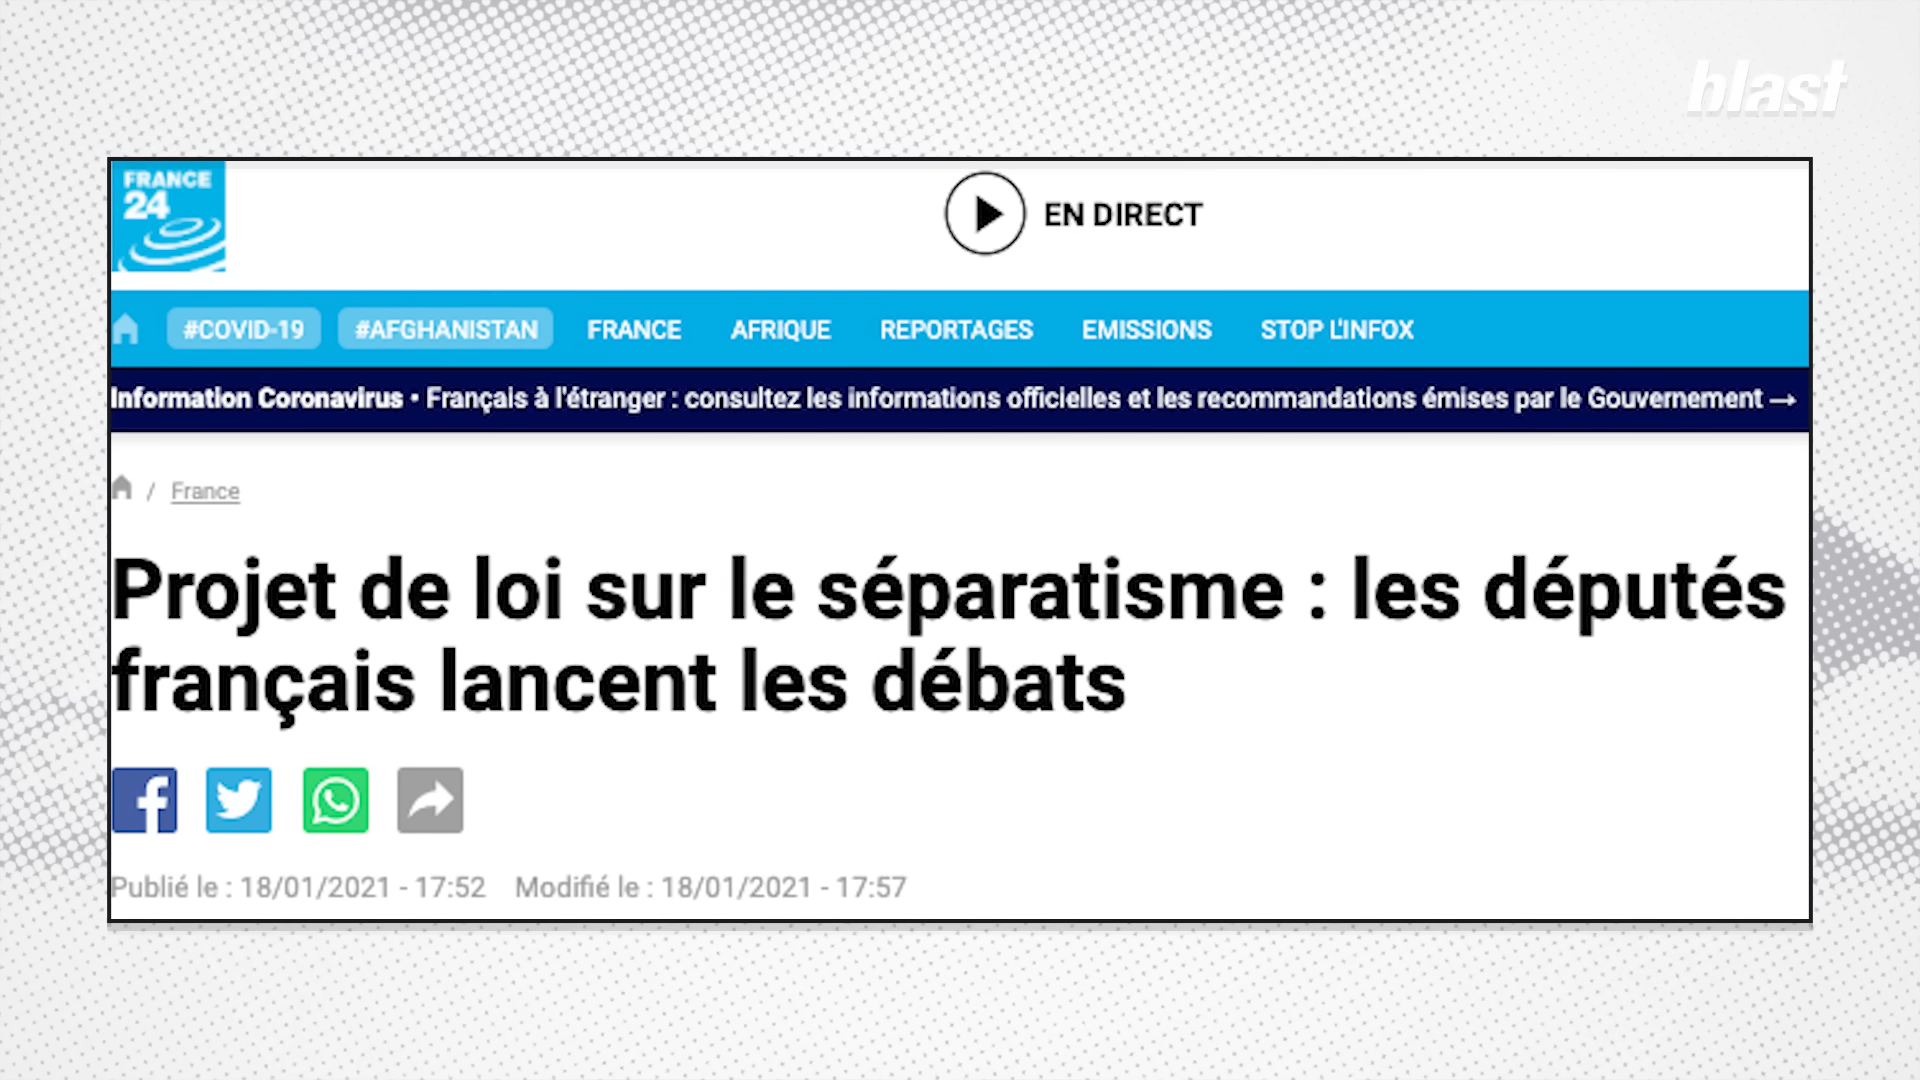 blast
FRANCE
24
EN DIRECT
#COVID-19 #AFGHANISTAN FRANCE AFRIQUE REPORTAGES EMISSIONS STOP L'INFOX
Information Coronavirus • Français à l'étranger : consultez les informations officielles et les recommandations émises par le Gouvernement →
/ France
Projet de loi sur le séparatisme : les députés
français lancent les débats
Publié le : 18/01/2021 - 17:52 Modifié le : 18/01/2021 - 17:57